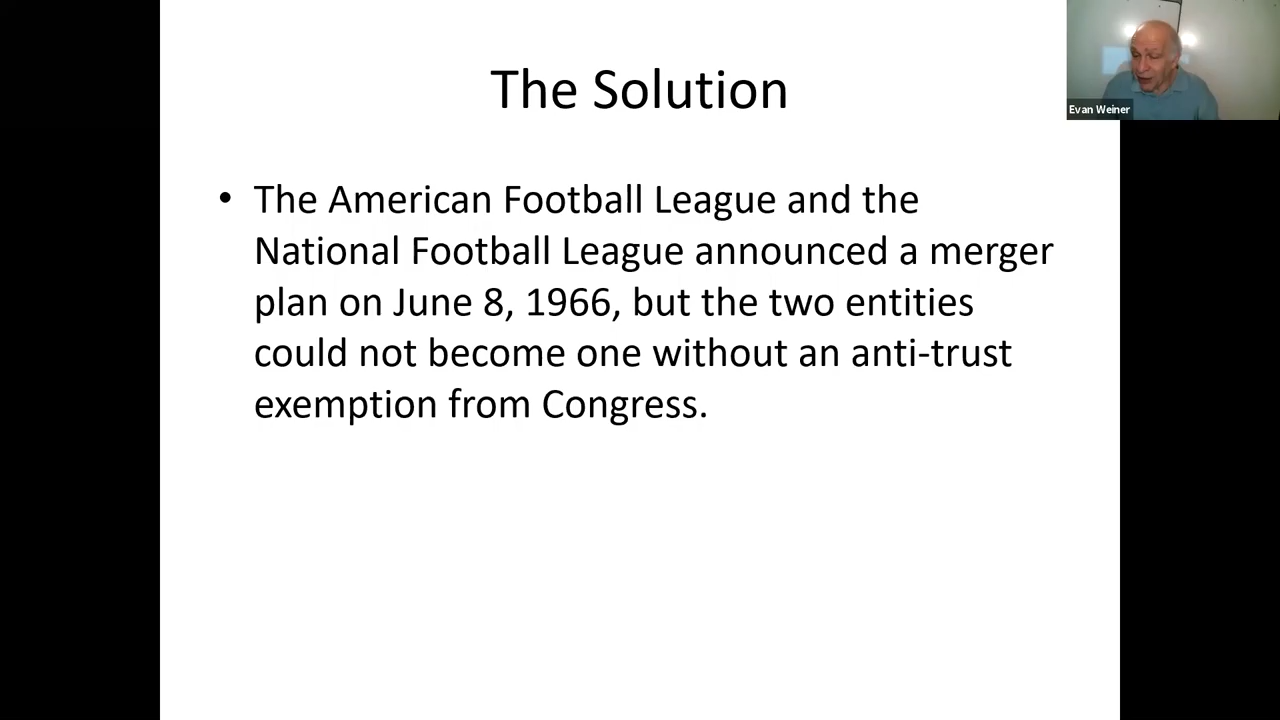 The Solution
Evan Weiner
• The American Football League and the
National Football League announced a merger
plan on June 8, 1966, but the two entities
could not become one without an anti-trust
exemption from Congress.